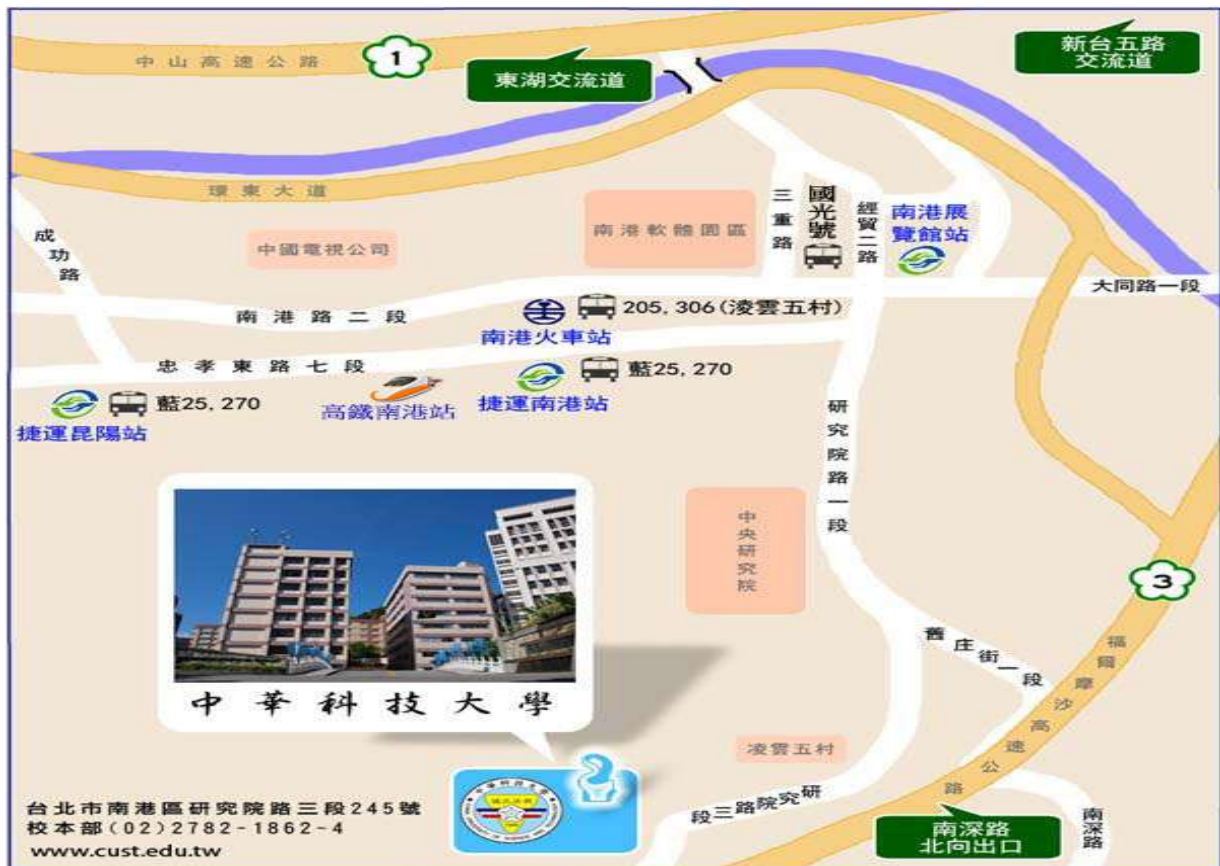 中山高速公路
1
東湖交流道
新台五路
交流道
環東大道
成功路
中國電視公司
南港軟體園區
三重路
國光號
經貿二路
南港展
覽館站
大同路一段
南港路二段
205, 306(淩雲五村)
南港火車站
忠孝東路七段
藍25, 270
捷運昆陽站
高鐵南港站
藍25, 270
捷運南港站
研究院路一段
中央研究院
3
舊庄街一段
福爾摩沙高速公路
中華科技大學
凌雲五村
研究院路三段
南深路
南深路
北向出口
台北市南港區研究院路三段245號
校本部(02)2782-1862-4
www.cust.edu.tw